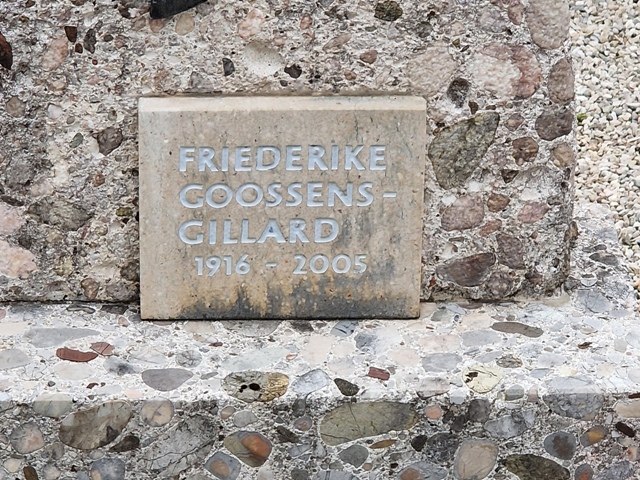 FRIEDERIKE
GOOSSENS-
GILLARD
1916 - 2005